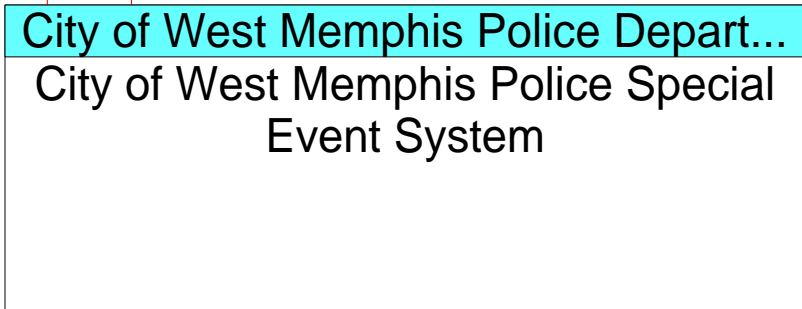 City of West Memphis Police Depart...
City of West Memphis Police Special
Event System